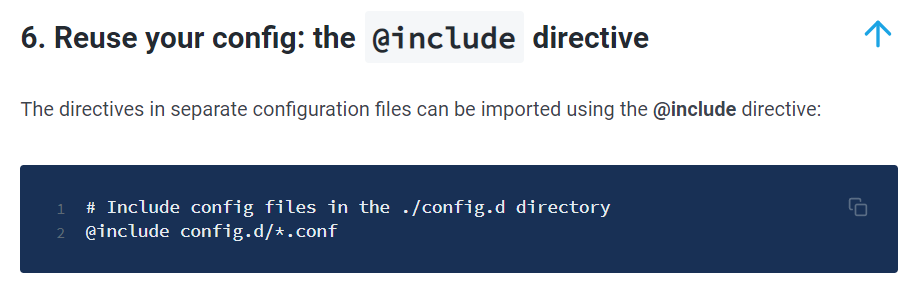 6. Reuse your config: the @include directive
The directives in separate configuration files can be imported using the @include directive:
1 # Include config files in the ./config.d directory
2 @include config.d/*.conf